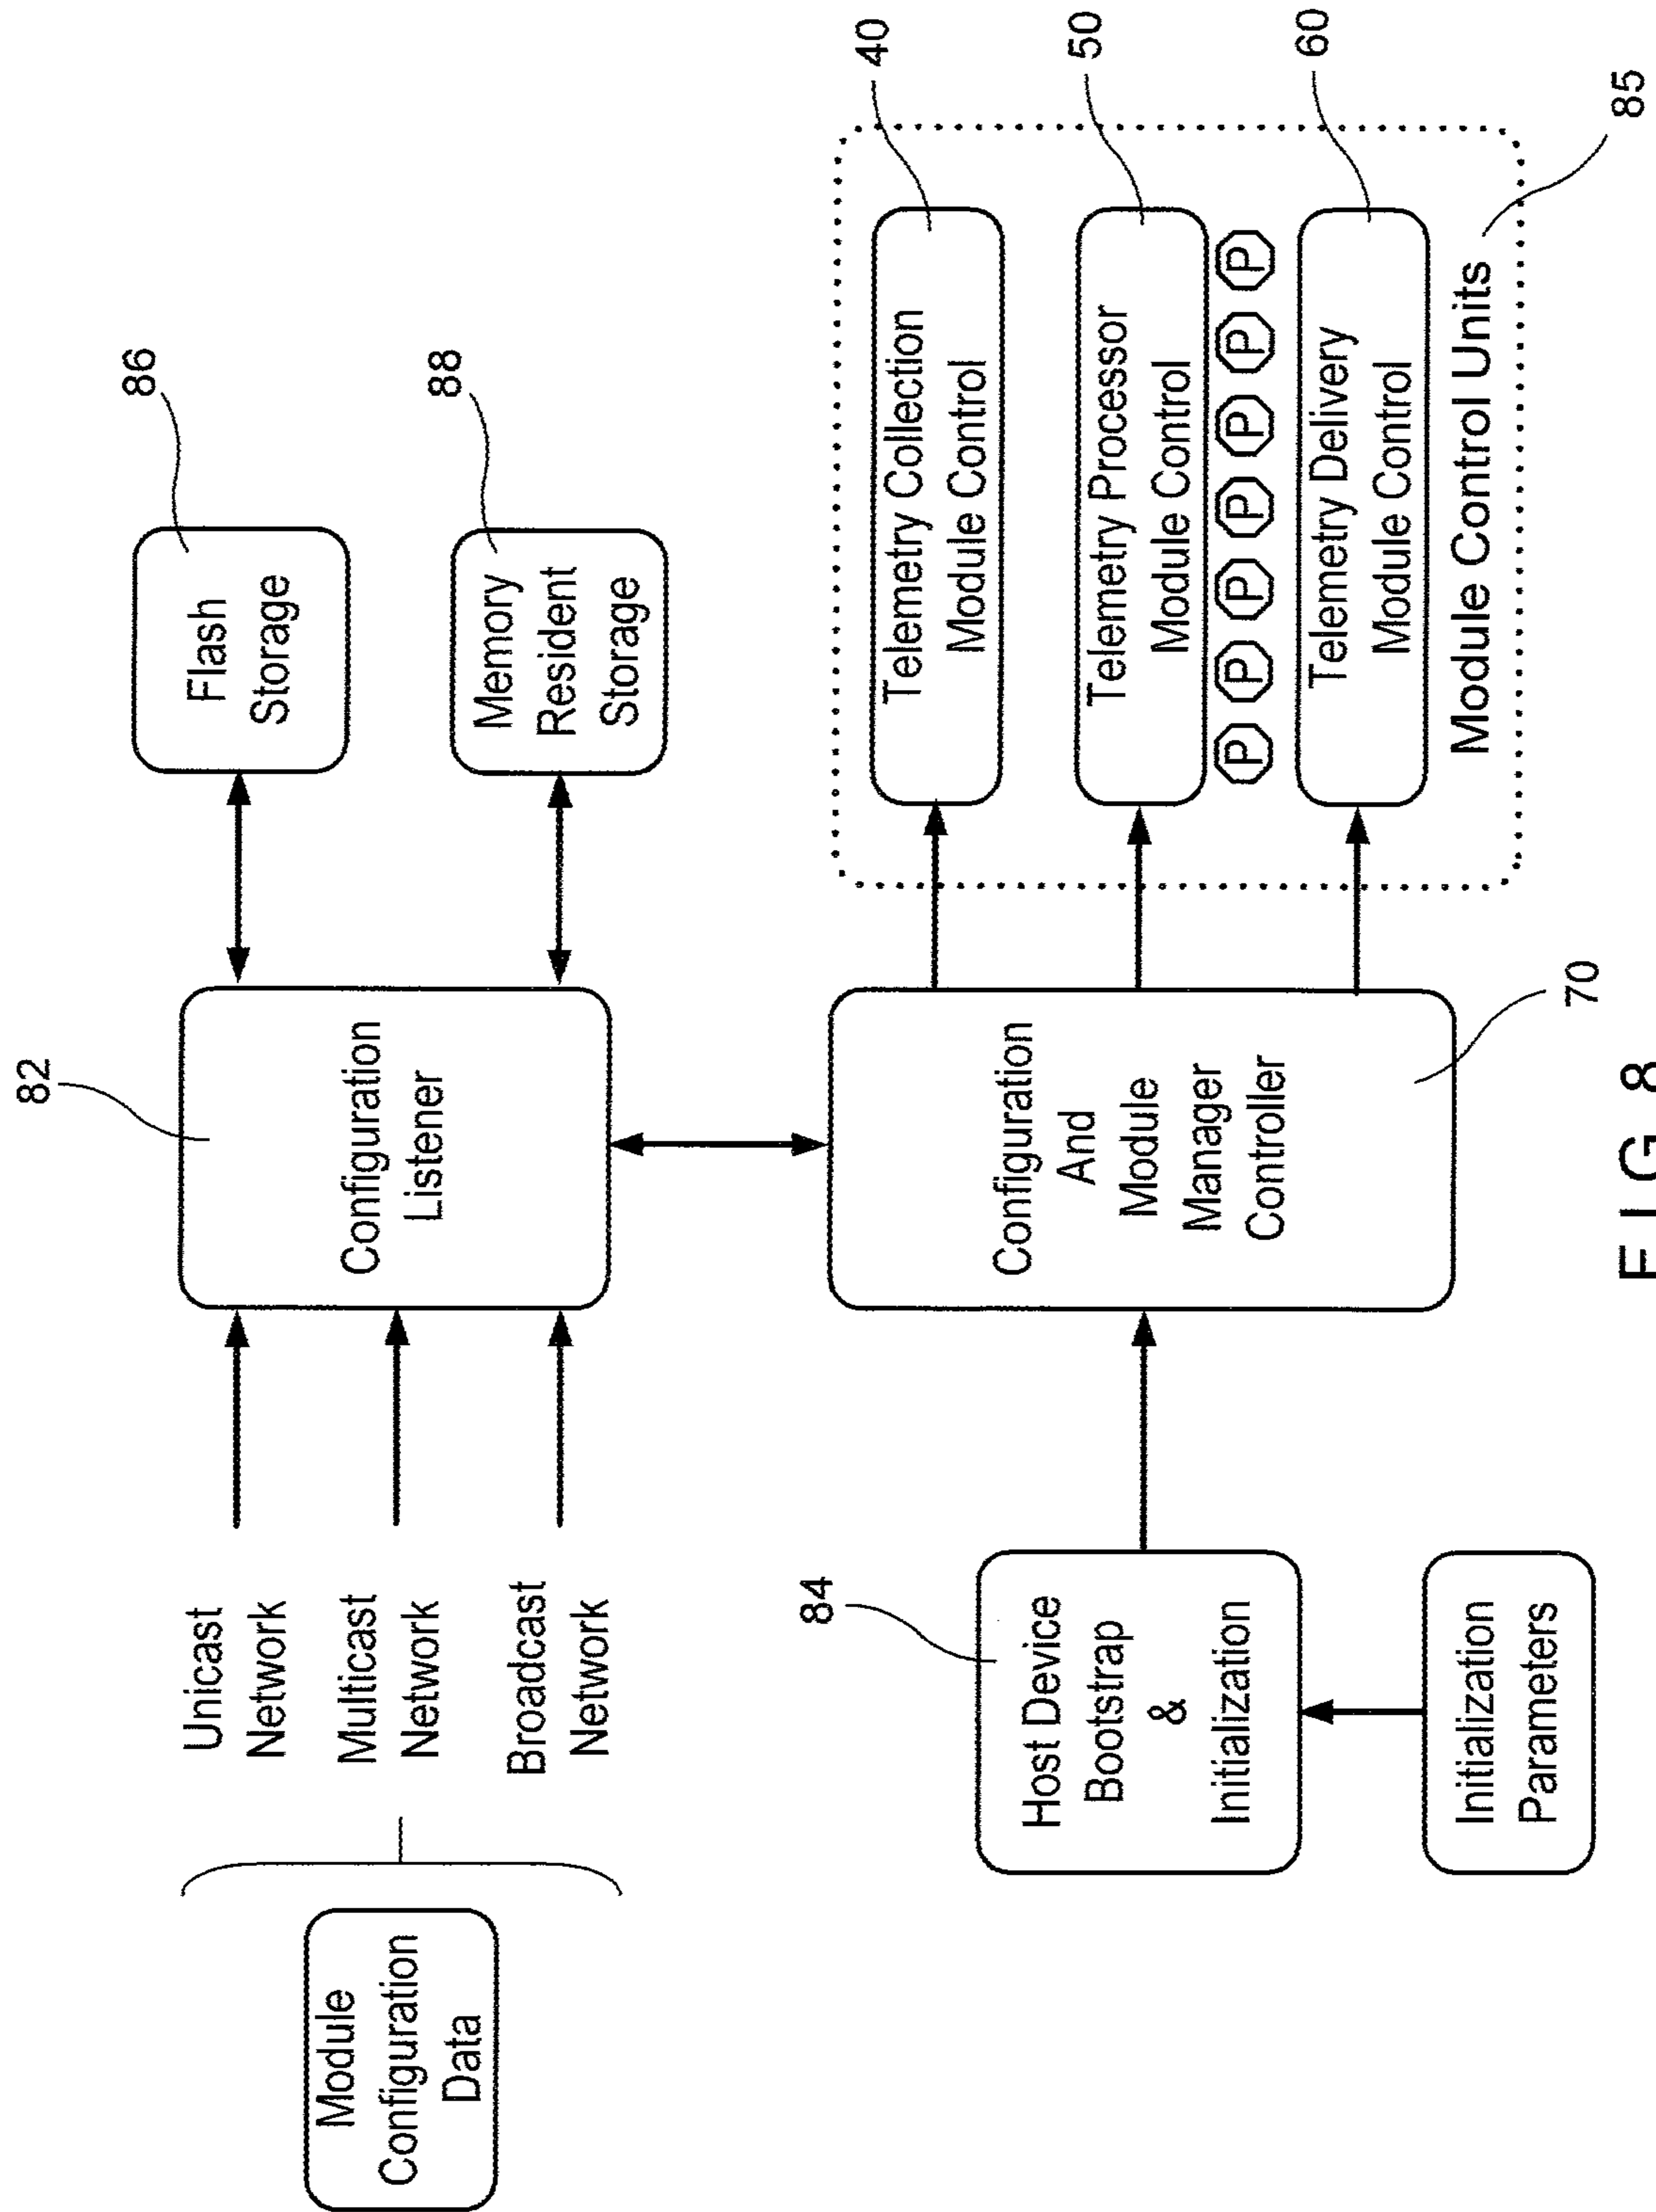 Module
Configuration
Data
Unicast
Network
Multicast
Network
Broadcast
Network
82
Configuration
Listener
86
Flash
Storage
88
Memory
Resident
Storage
84
Host Device
Bootstrap
&
Initialization
Initialization
Parameters
Configuration
And
Module
Manager
Controller
70
40
Telemetry Collection
Module Control
50
Telemetry Processor
Module Control
P P P P P P P
60
Telemetry Delivery
Module Control
Module Control Units
85
FIG 8